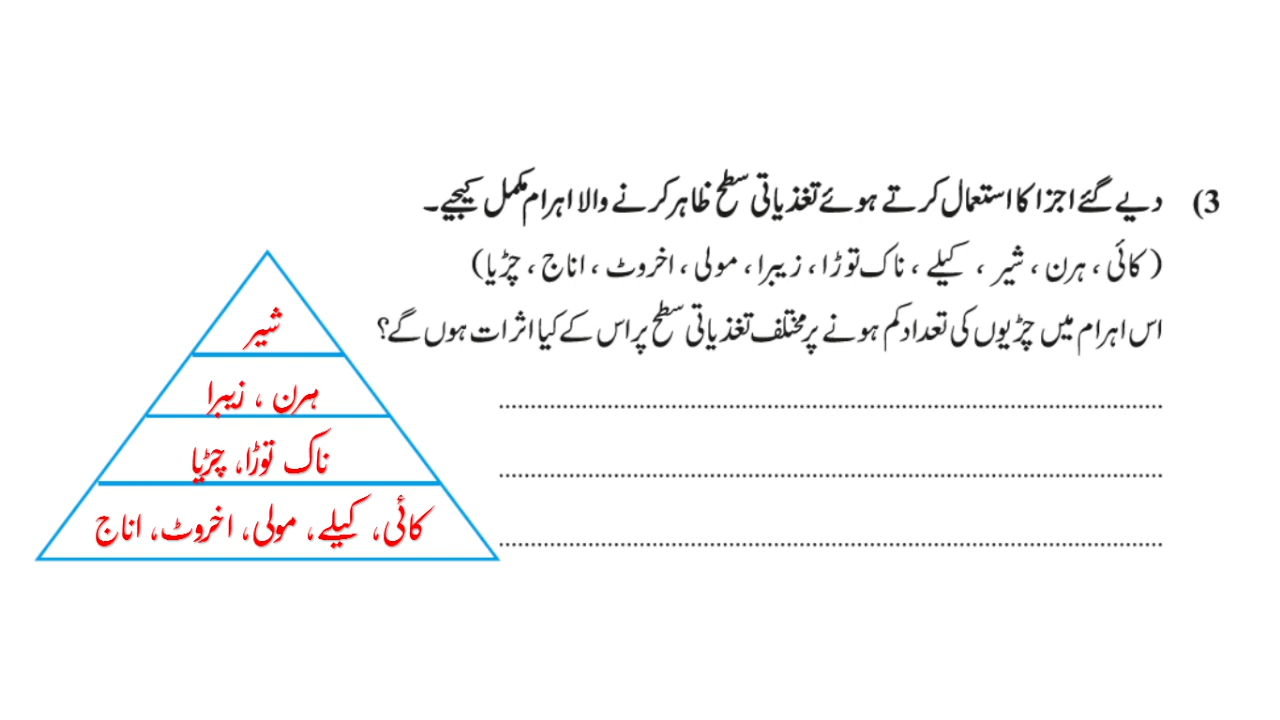 3) دیے گئے اجزا کا استعمال کرتے ہوئے تغذیاتی سطح ظاہر کرنے والا اہرام مکمل کیجیے۔
( کائی ، ہرن ، شیر ، کیلے ، ناک توڑا ، زیبرا ، مولی ، اخروٹ ، اناج ، چڑیا)
اس اہرام میں چڑیوں کی تعداد کم ہونے پر مختلف تغذیاتی سطح پر اس کے کیا اثرات ہوں گے؟
شیر
ہرن ، زیبرا
ناک توڑا، چڑیا
کائی، کیلے، مولی، اخروٹ، اناج